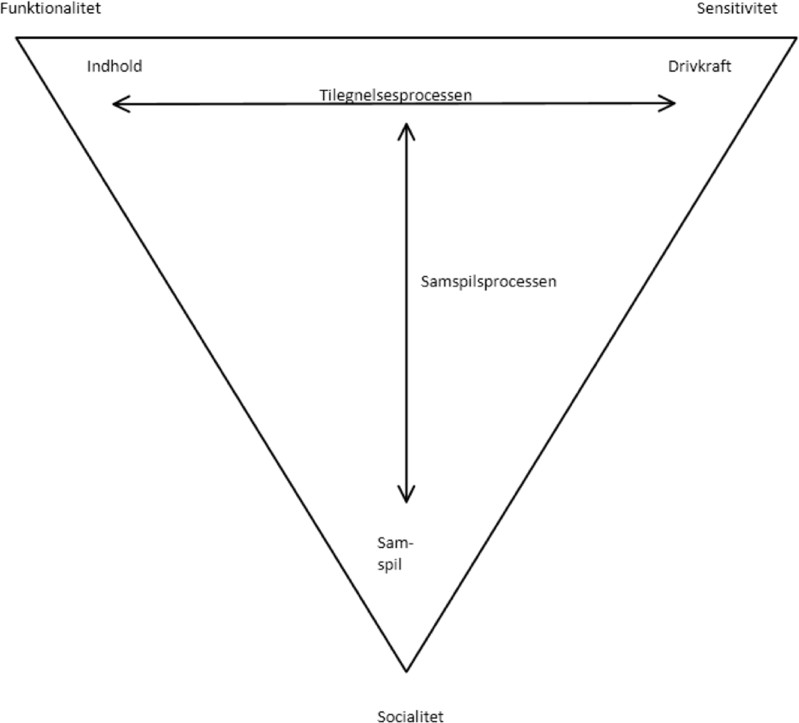 Funktionalitet
Sensitivitet
Indhold
Drivkraft
Tilegnelsesprocessen
Samspilsprocessen
Sam-
spil
Socialitet